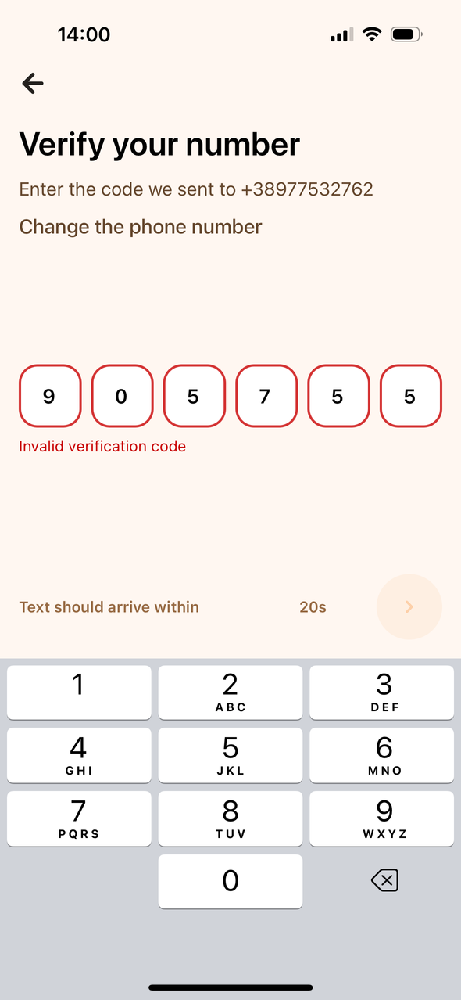 14:00
Verify your number
Enter the code we sent to +38977532762
Change the phone number
9 0 5 7 5 5
Invalid verification code
Text should arrive within 20s
1 2 3
ABC DEF
4 5 6
GHI JKL MNO
7 8 9
PQRS TUV WXYZ
0